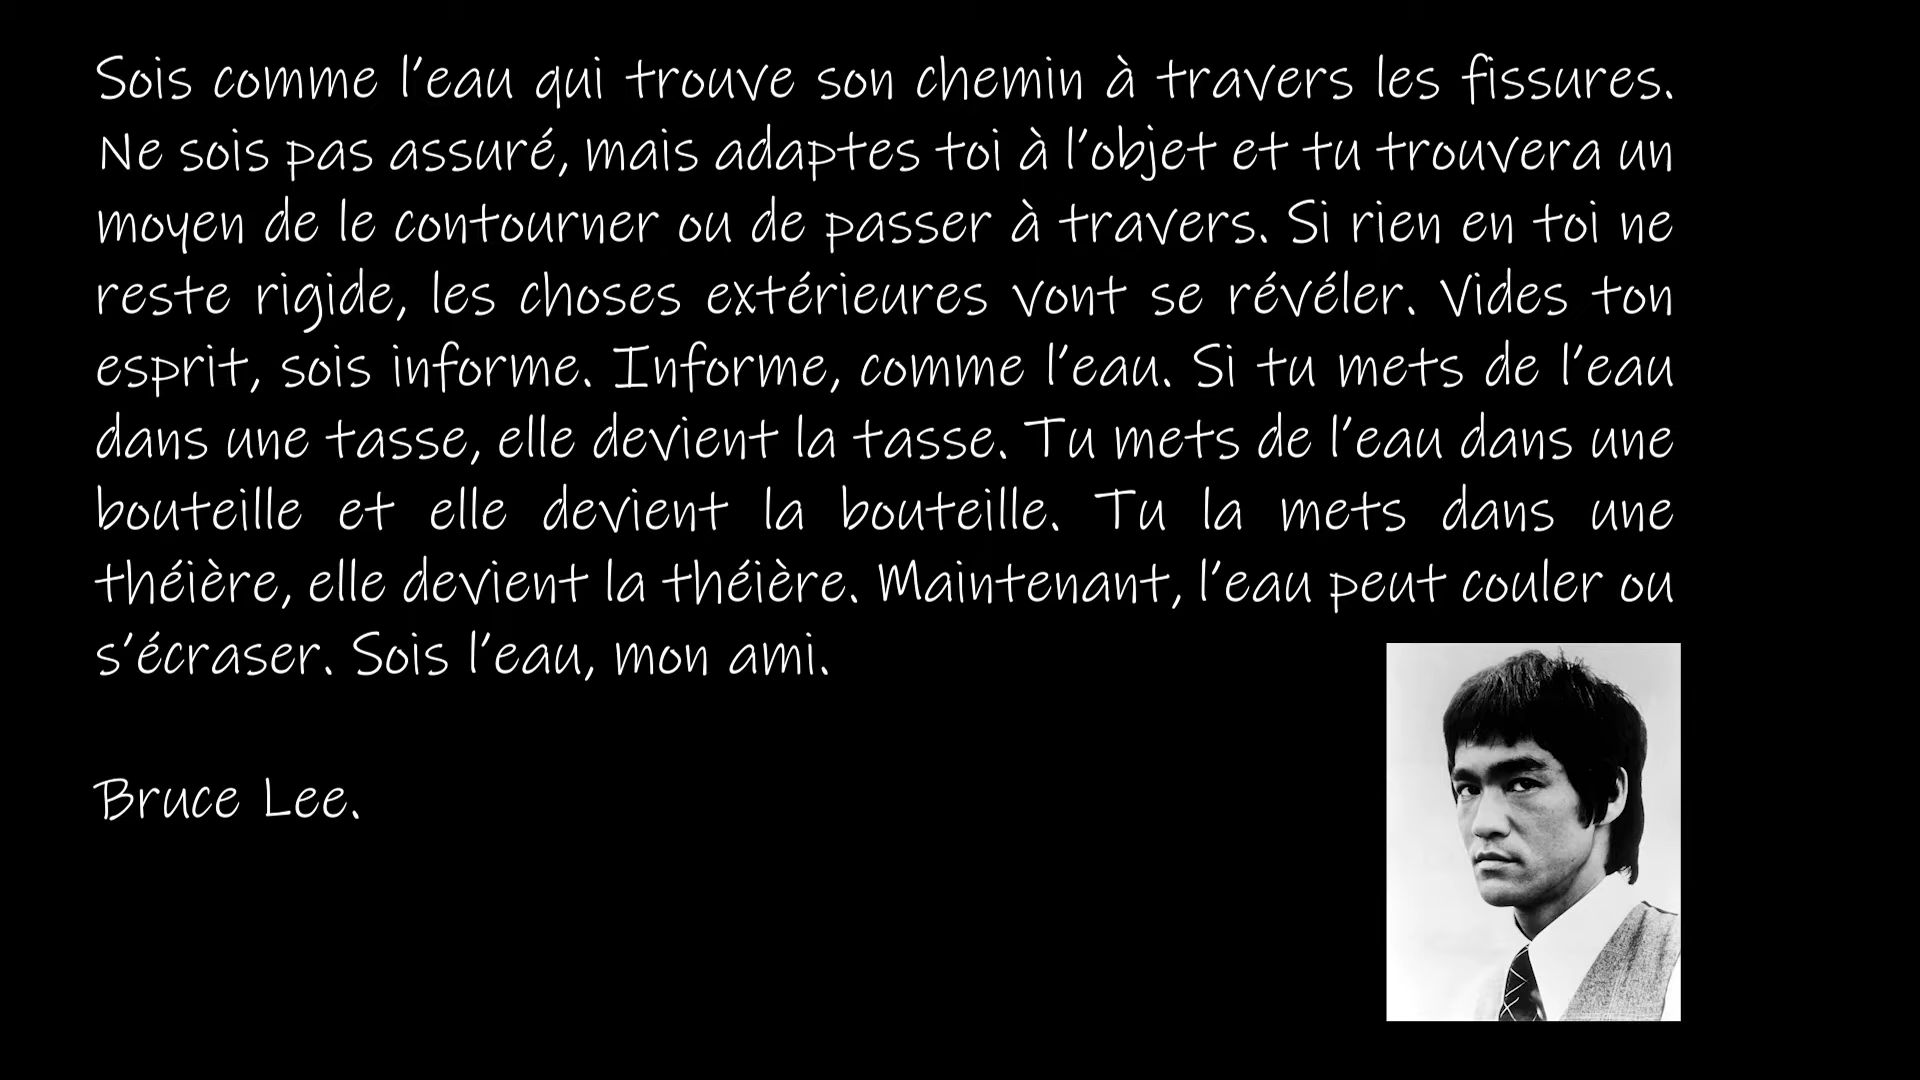 Sois comme l'eau qui trouve son chemin à travers les fissures.
Ne sois pas assuré, mais adaptes toi à l'objet et tu trouvera un
moyen de le contourner ou de passer à travers. Si rien en toi ne
reste rigide, les choses extérieures vont se révéler. Vides ton
esprit, sois informe. Informe, comme l'eau. Si tu mets de l'eau
dans une tasse, elle devient la tasse. Tu mets de l'eau dans une
bouteille et elle devient la bouteille. Tu la mets dans une
théière, elle devient la théière. Maintenant, l'eau peut couler ou
s'écraser. Sois l'eau, mon ami.
Bruce Lee.